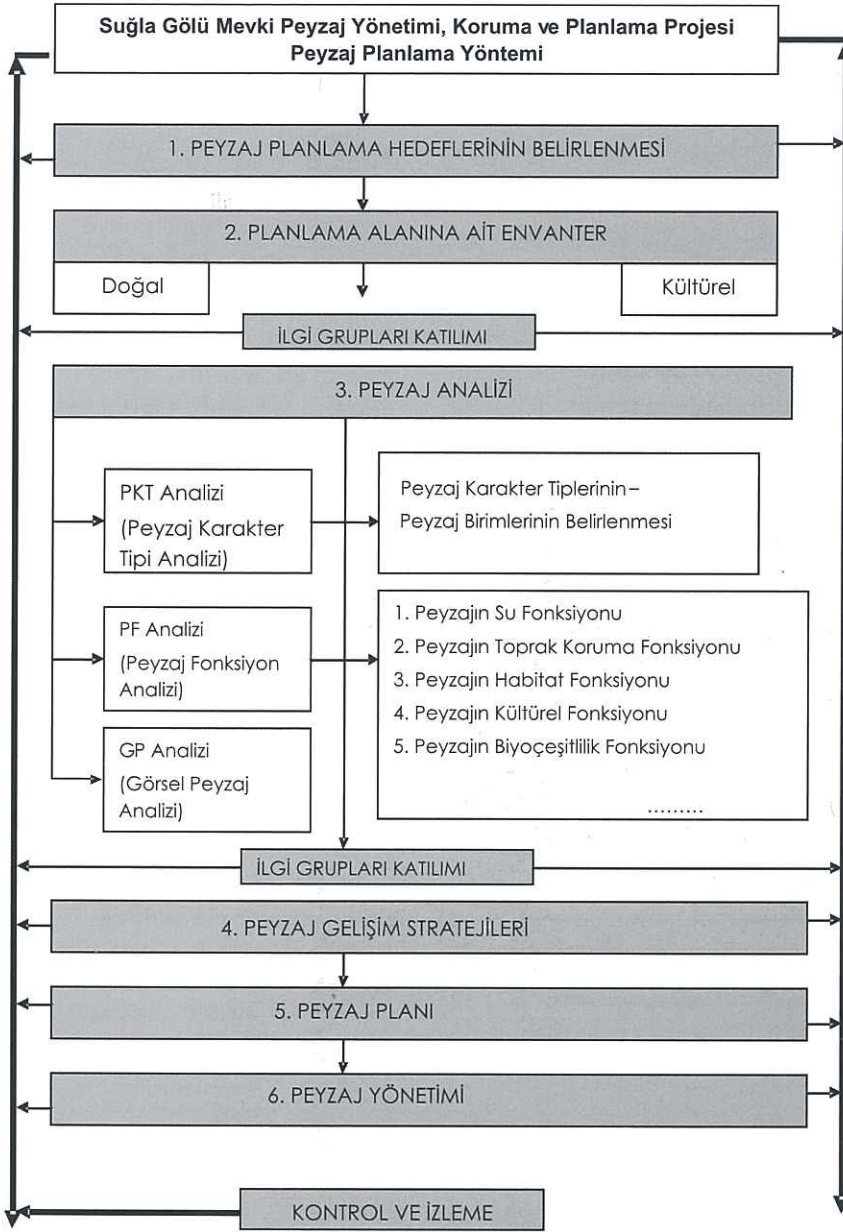 Suğla Gölü Mevki Peyzaj Yönetimi, Koruma ve Planlama Projesi
Peyzaj Planlama Yöntemi
1. PEYZAJ PLANLAMA HEDEFLERİNİN BELİRLENMESİ
2. PLANLAMA ALANINA AİT ENVANTER
Doğal
Kültürel
İLGİ GRUPLARI KATILIMI
3. PEYZAJ ANALİZİ
PKT Analizi
(Peyzaj Karakter
Tipi Analizi)
Peyzaj Karakter Tiplerinin–
Peyzaj Birimlerinin Belirlenmesi
PF Analizi
(Peyzaj Fonksiyon
Analizi)
1. Peyzajın Su Fonksiyonu
2. Peyzajın Toprak Koruma Fonksiyonu
3. Peyzajın Habitat Fonksiyonu
4. Peyzajın Kültürel Fonksiyonu
5. Peyzajın Biyoçeşitlilik Fonksiyonu
.........
GP Analizi
(Görsel Peyzaj
Analizi)
İLGİ GRUPLARI KATILIMI
4. PEYZAJ GELİŞİM STRATEJİLERİ
5. PEYZAJ PLANI
6. PEYZAJ YÖNETİMİ
KONTROL VE İZLEME